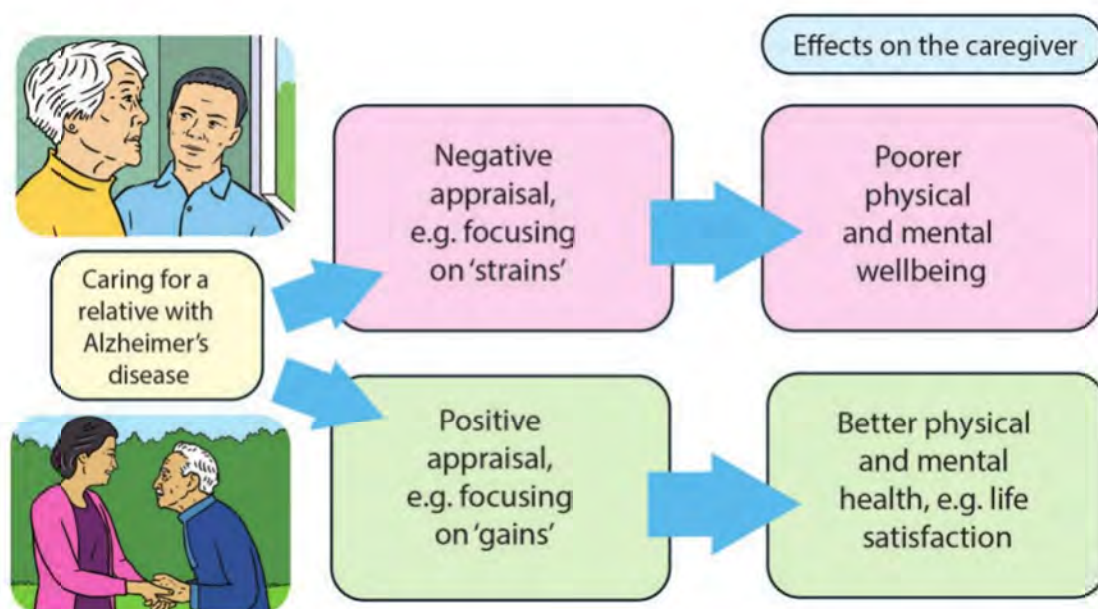 Effects on the caregiver
Caring for a
relative with
Alzheimer's
disease
Negative
appraisal,
e.g. focusing
on 'strains'
Poorer
physical
and mental
wellbeing
Positive
appraisal,
e.g. focusing
on 'gains'
Better physical
and mental
health, e.g. life
satisfaction